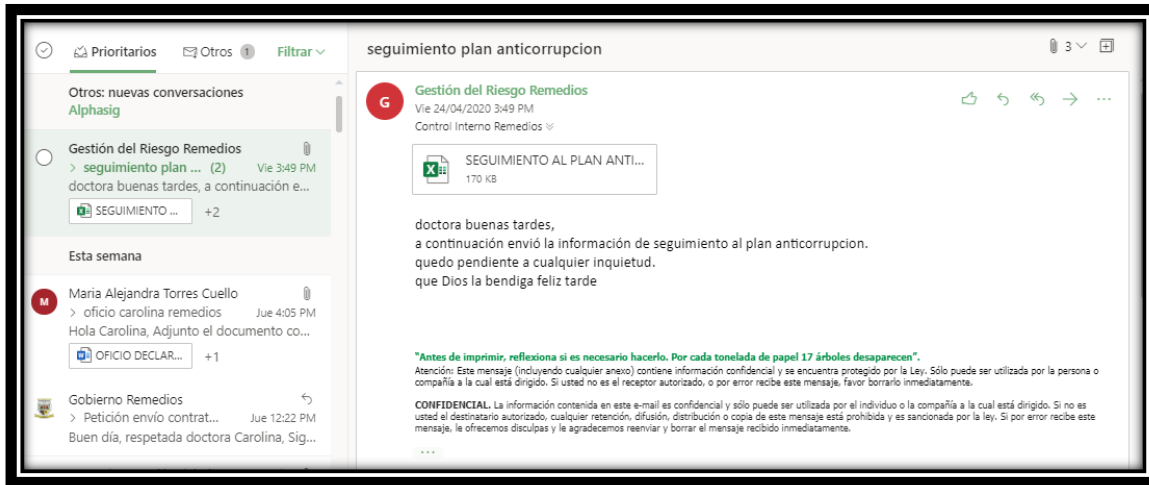 Prioritarios Otros 1 Filtrar
Otros: nuevas conversaciones
Alphasig
Gestión del Riesgo Remedios
> seguimiento plan ... (2) Vie 3:49 PM
doctora buenas tardes, a continuación e...
SEGUIMIENTO ... +2
Esta semana
M
Maria Alejandra Torres Cuello
> oficio carolina remedios Jue 4:05 PM
Hola Carolina, Adjunto el documento co...
OFICIO DECLAR... +1
Gobierno Remedios
> Petición envío contrat... Jue 12:22 PM
Buen día, respetada doctora Carolina, Sig...
seguimiento plan anticorrupcion 3
G
Gestión del Riesgo Remedios
Vie 24/04/2020 3:49 PM
Control Interno Remedios
SEGUIMIENTO AL PLAN ANTI...
170 KB
doctora buenas tardes,
a continuación envió la información de seguimiento al plan anticorrupcion.
quedo pendiente a cualquier inquietud.
que Dios la bendiga feliz tarde
"Antes de imprimir, reflexiona si es necesario hacerlo. Por cada tonelada de papel 17 árboles desaparecen".
Atención: Este mensaje (incluyendo cualquier anexo) contiene información confidencial y se encuentra protegido por la Ley. Sólo puede ser utilizada por la persona o
compañía a la cual está dirigido. Si usted no es el receptor autorizado, o por error recibe este mensaje, favor borrarlo inmediatamente.
CONFIDENCIAL. La información contenida en este e-mail es confidencial y sólo puede ser utilizada por el individuo o la compañía a la cual está dirigido. Si no es
usted el destinatario autorizado, cualquier retención, difusión, distribución o copia de este mensaje está prohibida y es sancionada por la ley. Si por error recibe este
mensaje, le ofrecemos disculpas y le agradecemos reenviar y borrar el mensaje recibido inmediatamente.
...